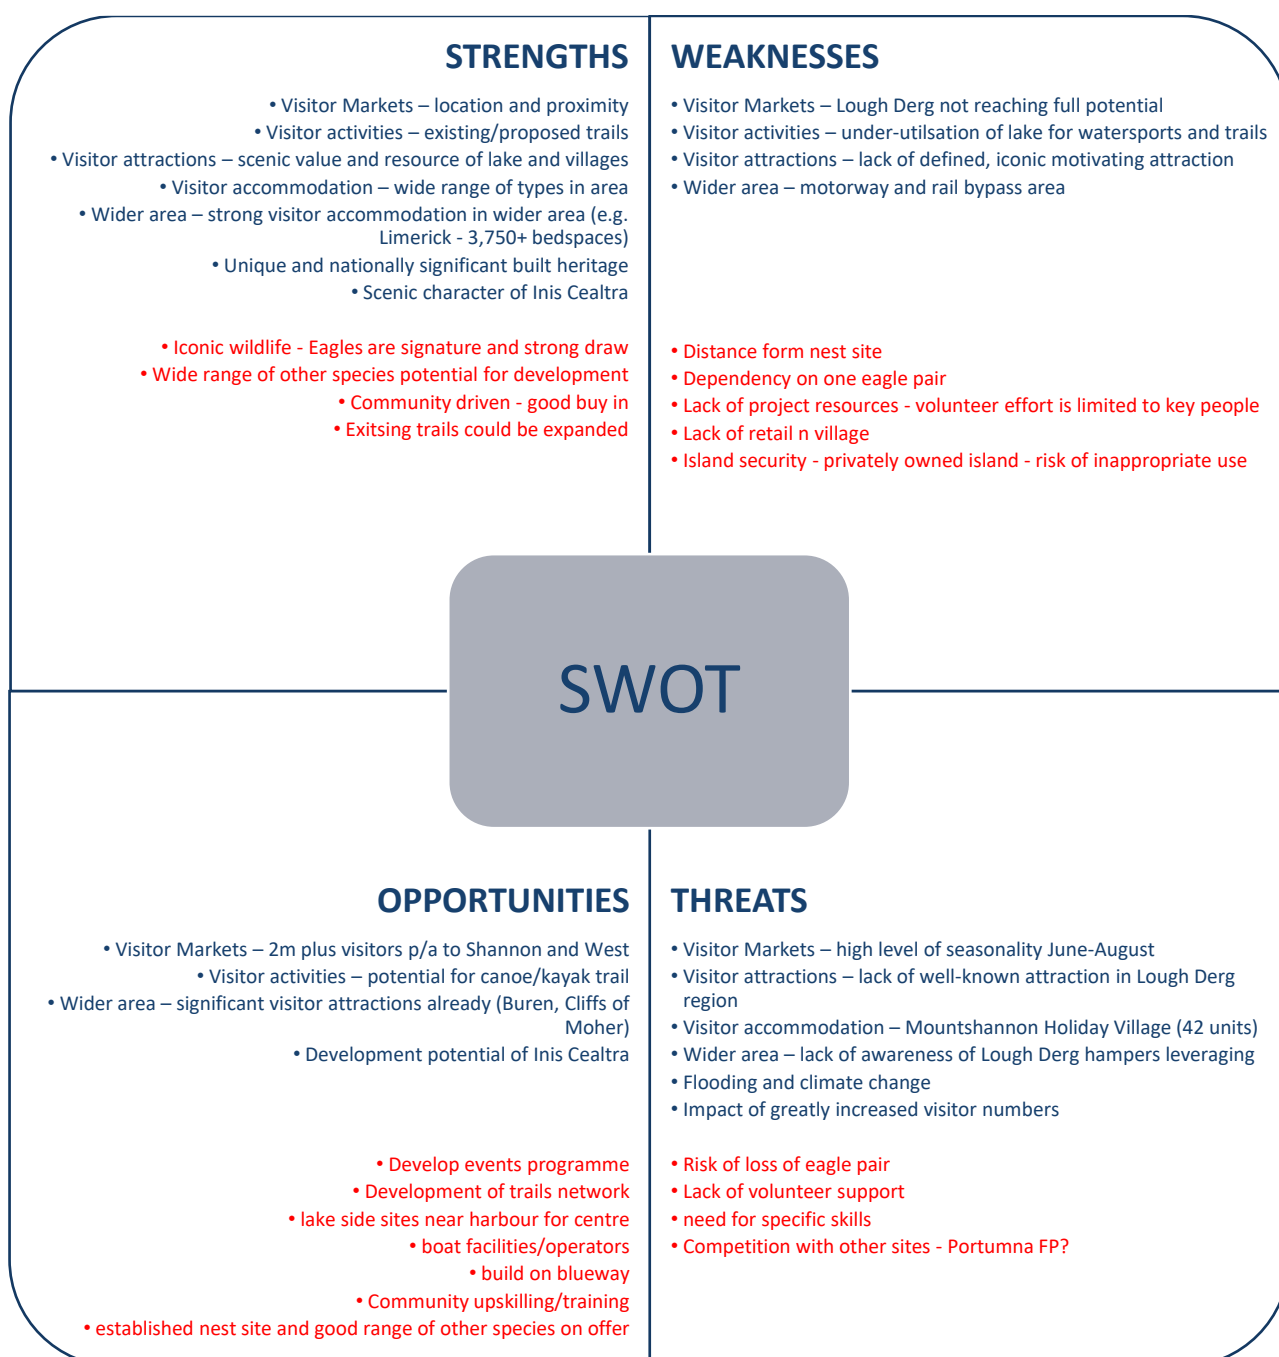 STRENGTHS
• Visitor Markets – location and proximity
• Visitor activities – existing/proposed trails
• Visitor attractions – scenic value and resource of lake and villages
• Visitor accommodation – wide range of types in area
• Wider area – strong visitor accommodation in wider area (e.g.
Limerick - 3,750+ bedspaces)
• Unique and nationally significant built heritage
• Scenic character of Inis Cealtra
• Iconic wildlife - Eagles are signature and strong draw
• Wide range of other species potential for development
• Community driven - good buy in
• Exitsing trails could be expanded
WEAKNESSES
• Visitor Markets – Lough Derg not reaching full potential
• Visitor activities – under-utilsation of lake for watersports and trails
• Visitor attractions – lack of defined, iconic motivating attraction
• Wider area – motorway and rail bypass area
• Distance form nest site
• Dependency on one eagle pair
• Lack of project resources - volunteer effort is limited to key people
• Lack of retail n village
• Island security - privately owned island - risk of inappropriate use
SWOT
OPPORTUNITIES
• Visitor Markets – 2m plus visitors p/a to Shannon and West
• Visitor activities – potential for canoe/kayak trail
• Wider area – significant visitor attractions already (Buren, Cliffs of
Moher)
• Development potential of Inis Cealtra
• Develop events programme
• Development of trails network
• lake side sites near harbour for centre
• boat facilities/operators
• build on blueway
• Community upskilling/training
• established nest site and good range of other species on offer
THREATS
• Visitor Markets – high level of seasonality June-August
• Visitor attractions – lack of well-known attraction in Lough Derg
region
• Visitor accommodation – Mountshannon Holiday Village (42 units)
• Wider area – lack of awareness of Lough Derg hampers leveraging
• Flooding and climate change
• Impact of greatly increased visitor numbers
• Risk of loss of eagle pair
• Lack of volunteer support
• need for specific skills
• Competition with other sites - Portumna FP?